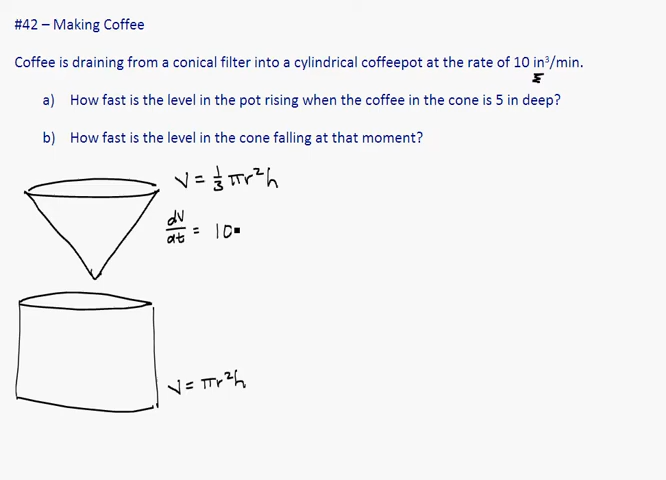 #42 – Making Coffee
Coffee is draining from a conical filter into a cylindrical coffeepot at the rate of 10 in³/min.
a) How fast is the level in the pot rising when the coffee in the cone is 5 in deep?
b) How fast is the level in the cone falling at that moment?
V = 1/3 πr²h
dV/dt = 10
V = πr²h